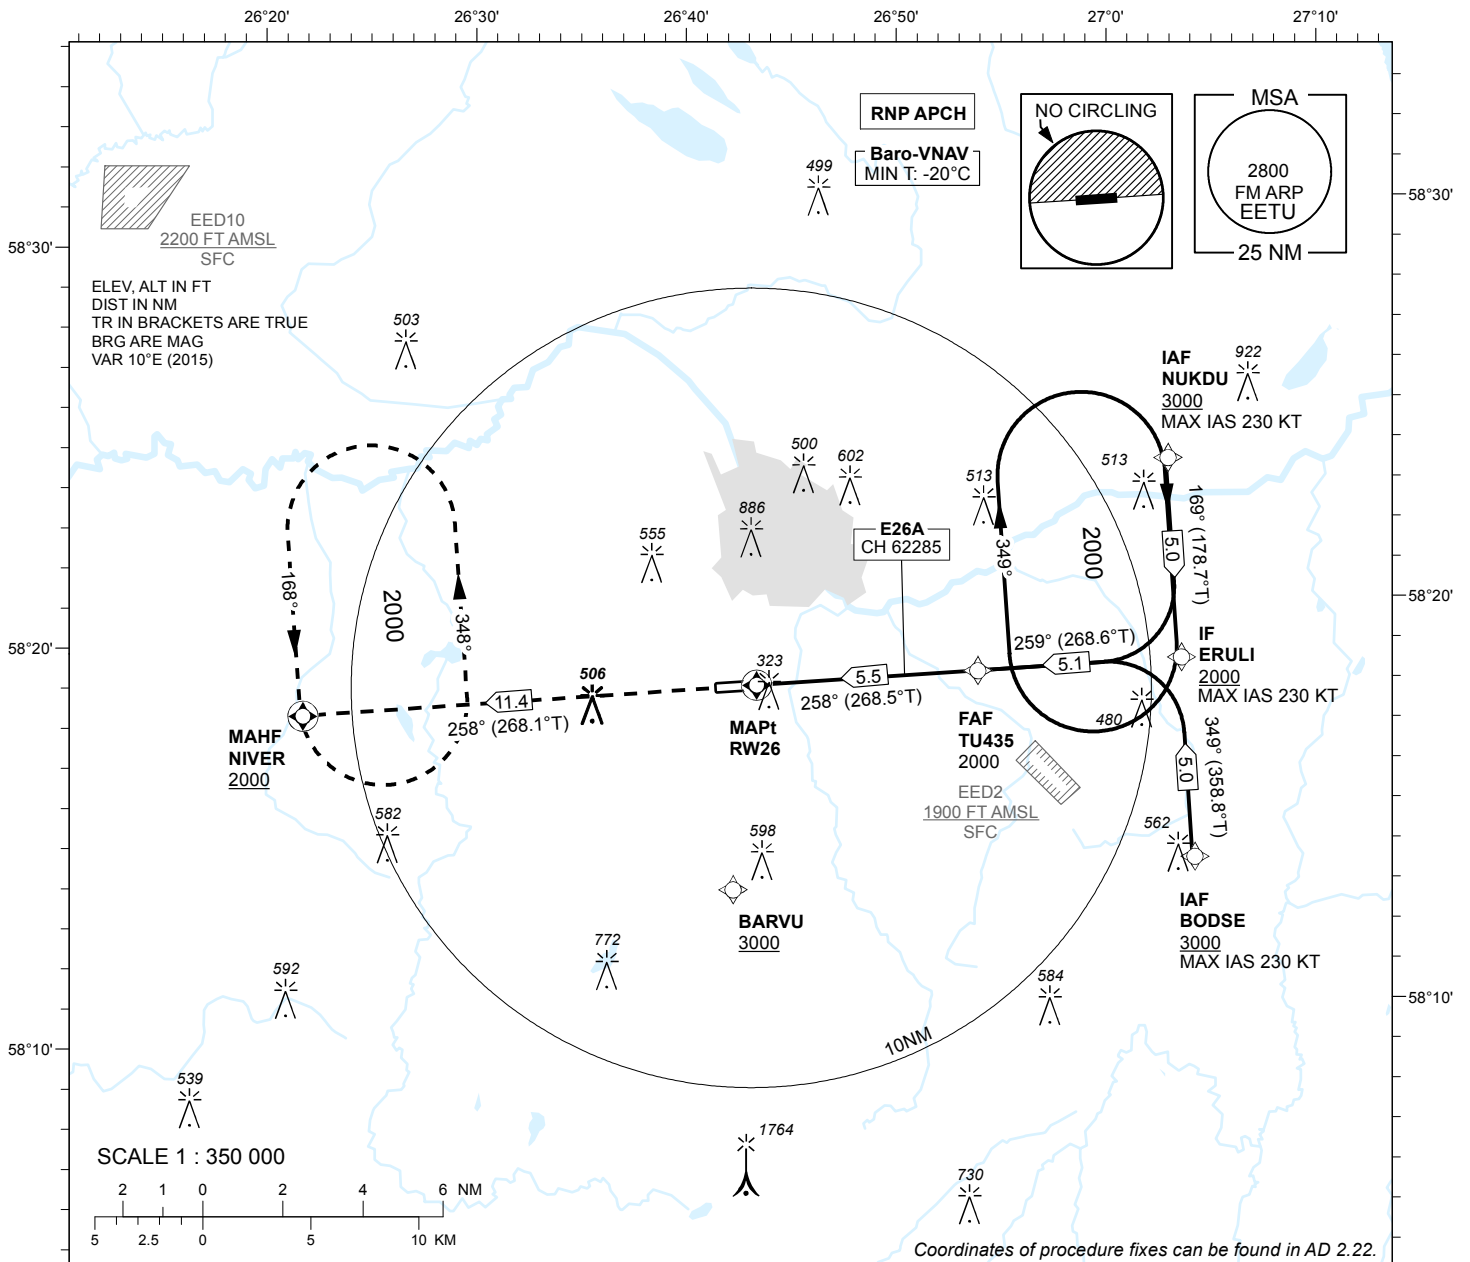 26°20'
26°30'
26°40'
26°50'
27°0'
27°10'
RNP APCH
Baro-VNAV
MIN T: -20°C
NO CIRCLING
MSA
2800
FM ARP
EETU
25 NM
499
58°30'
58°30'
EED10
2200 FT AMSL
SFC
ELEV, ALT IN FT
DIST IN NM
TR IN BRACKETS ARE TRUE
BRG ARE MAG
VAR 10°E (2015)
503
IAF
NUKDU
3000
MAX IAS 230 KT
922
500
602
513
513
886
555
E26A
CH 62285
349°
2000
5.0
169° (178.7°T)
58°20'
58°20'
168°
2000
348°
259° (268.6°T)
5.1
IF
ERULI
2000
MAX IAS 230 KT
323
5.5
258° (268.5°T)
506
11.4
258° (268.1°T)
MAHF
NIVER
2000
MAPt
RW26
FAF
TU435
2000
480
349° (358.8°T)
5.0
EED2
1900 FT AMSL
SFC
582
598
562
BARVU
3000
IAF
BODSE
3000
MAX IAS 230 KT
772
592
584
58°10'
58°10'
10NM
539
1764
730
SCALE 1 : 350 000
2 1 0 2 4 6 NM
5 2.5 0 5 10 KM
Coordinates of procedure fixes can be found in AD 2.22.